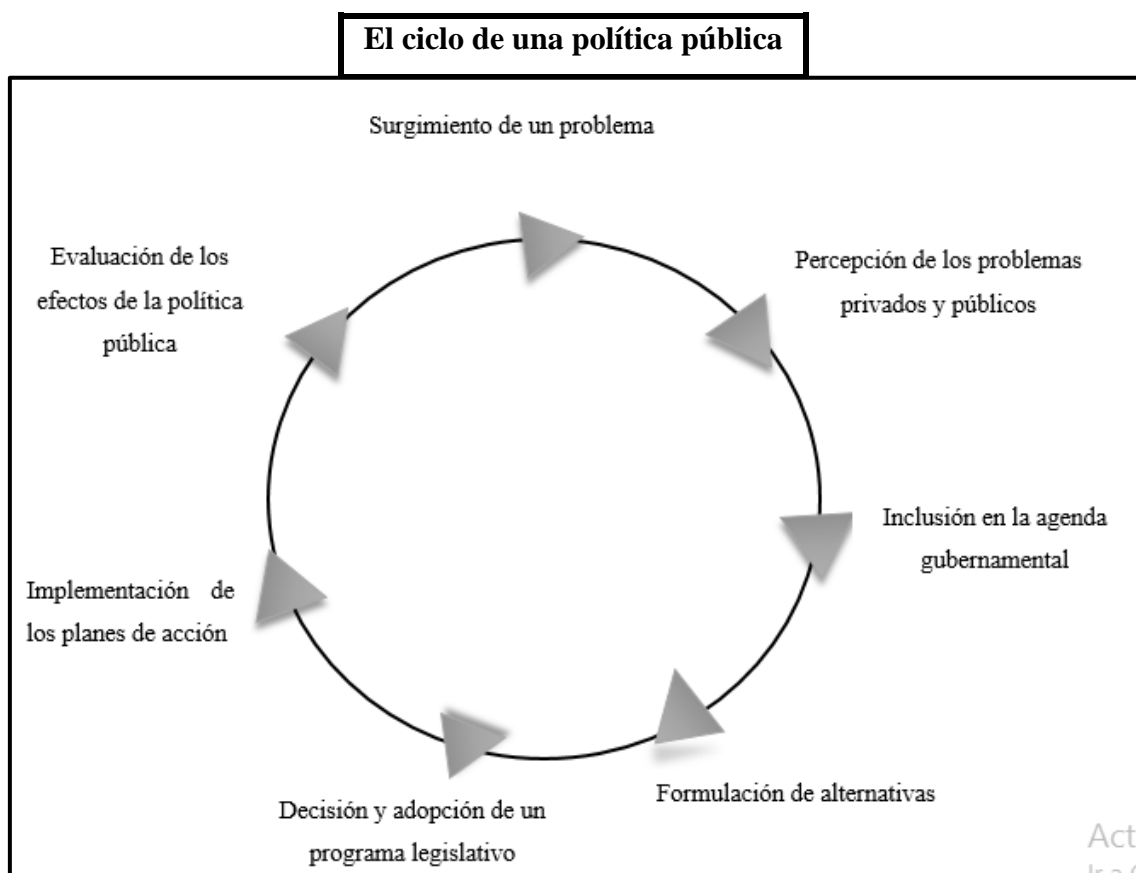 El ciclo de una política pública
Surgimiento de un problema
Percepción de los problemas
privados y públicos
Inclusión en la agenda
gubernamental
Formulación de alternativas
Decisión y adopción de un
programa legislativo
Implementación de
los planes de acción
Evaluación de los
efectos de la política
pública
Act